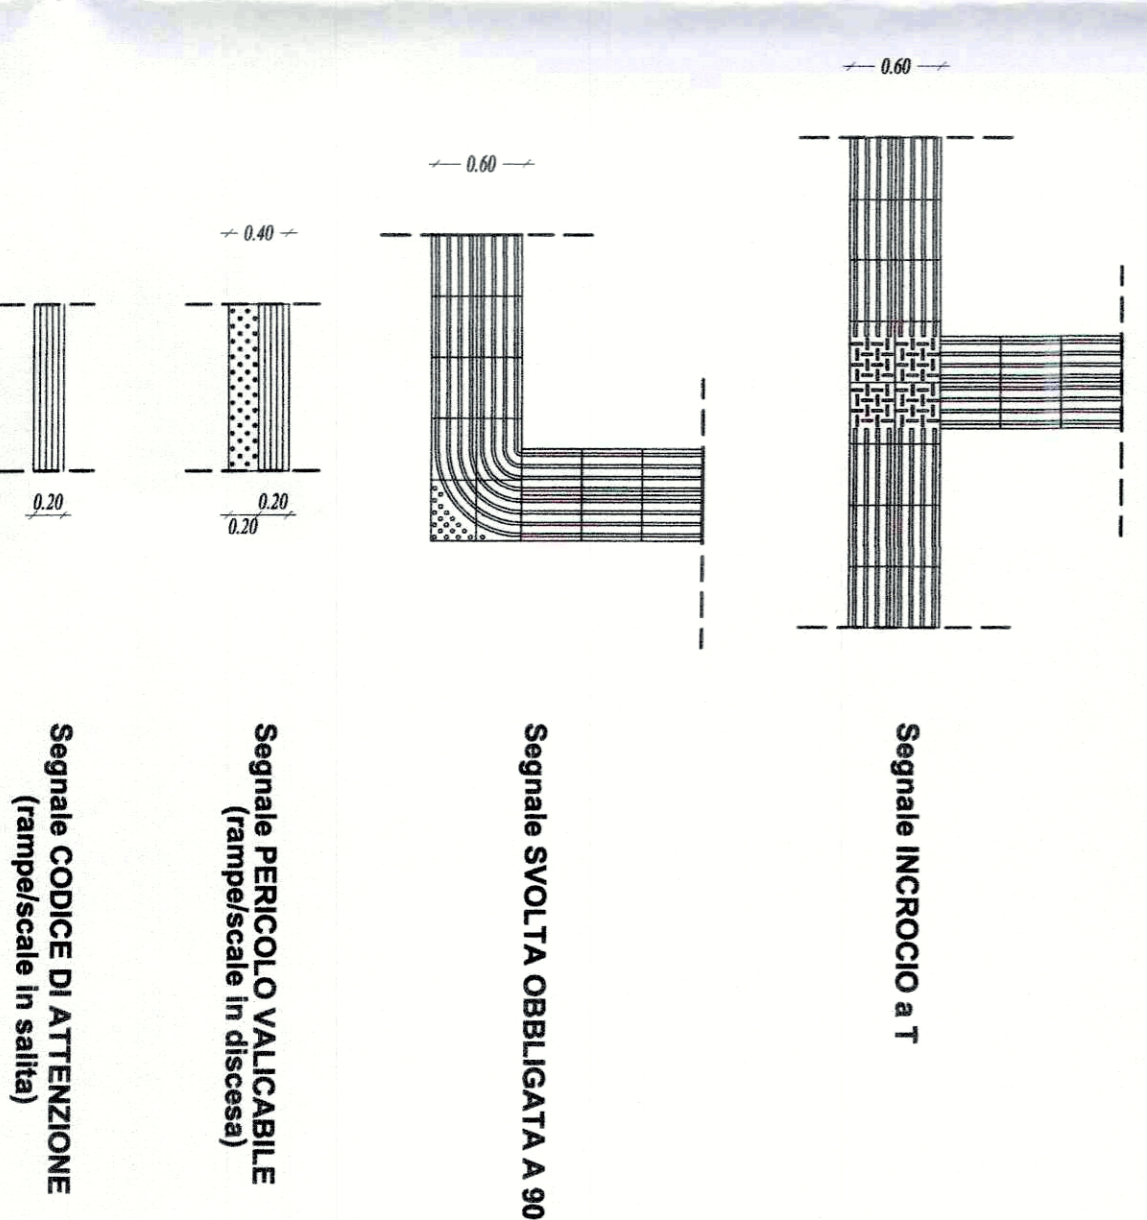 0.60
Segnale INCROCIO a T
0.60
Segnale SVOLTA OBBLIGATA A 90
0.40
0.20
0.20
Segnale PERICOLO VALICABILE
(rampe/scale in discesa)
0.20
Segnale CODICE DI ATTENZIONE
(rampe/scale in salita)